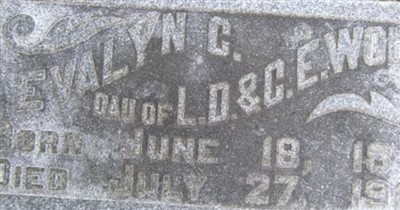 EVALYN C.
DAU OF L.D. & C.E. WO
BORN JUNE 18, 18
DIED JULY 27, 19